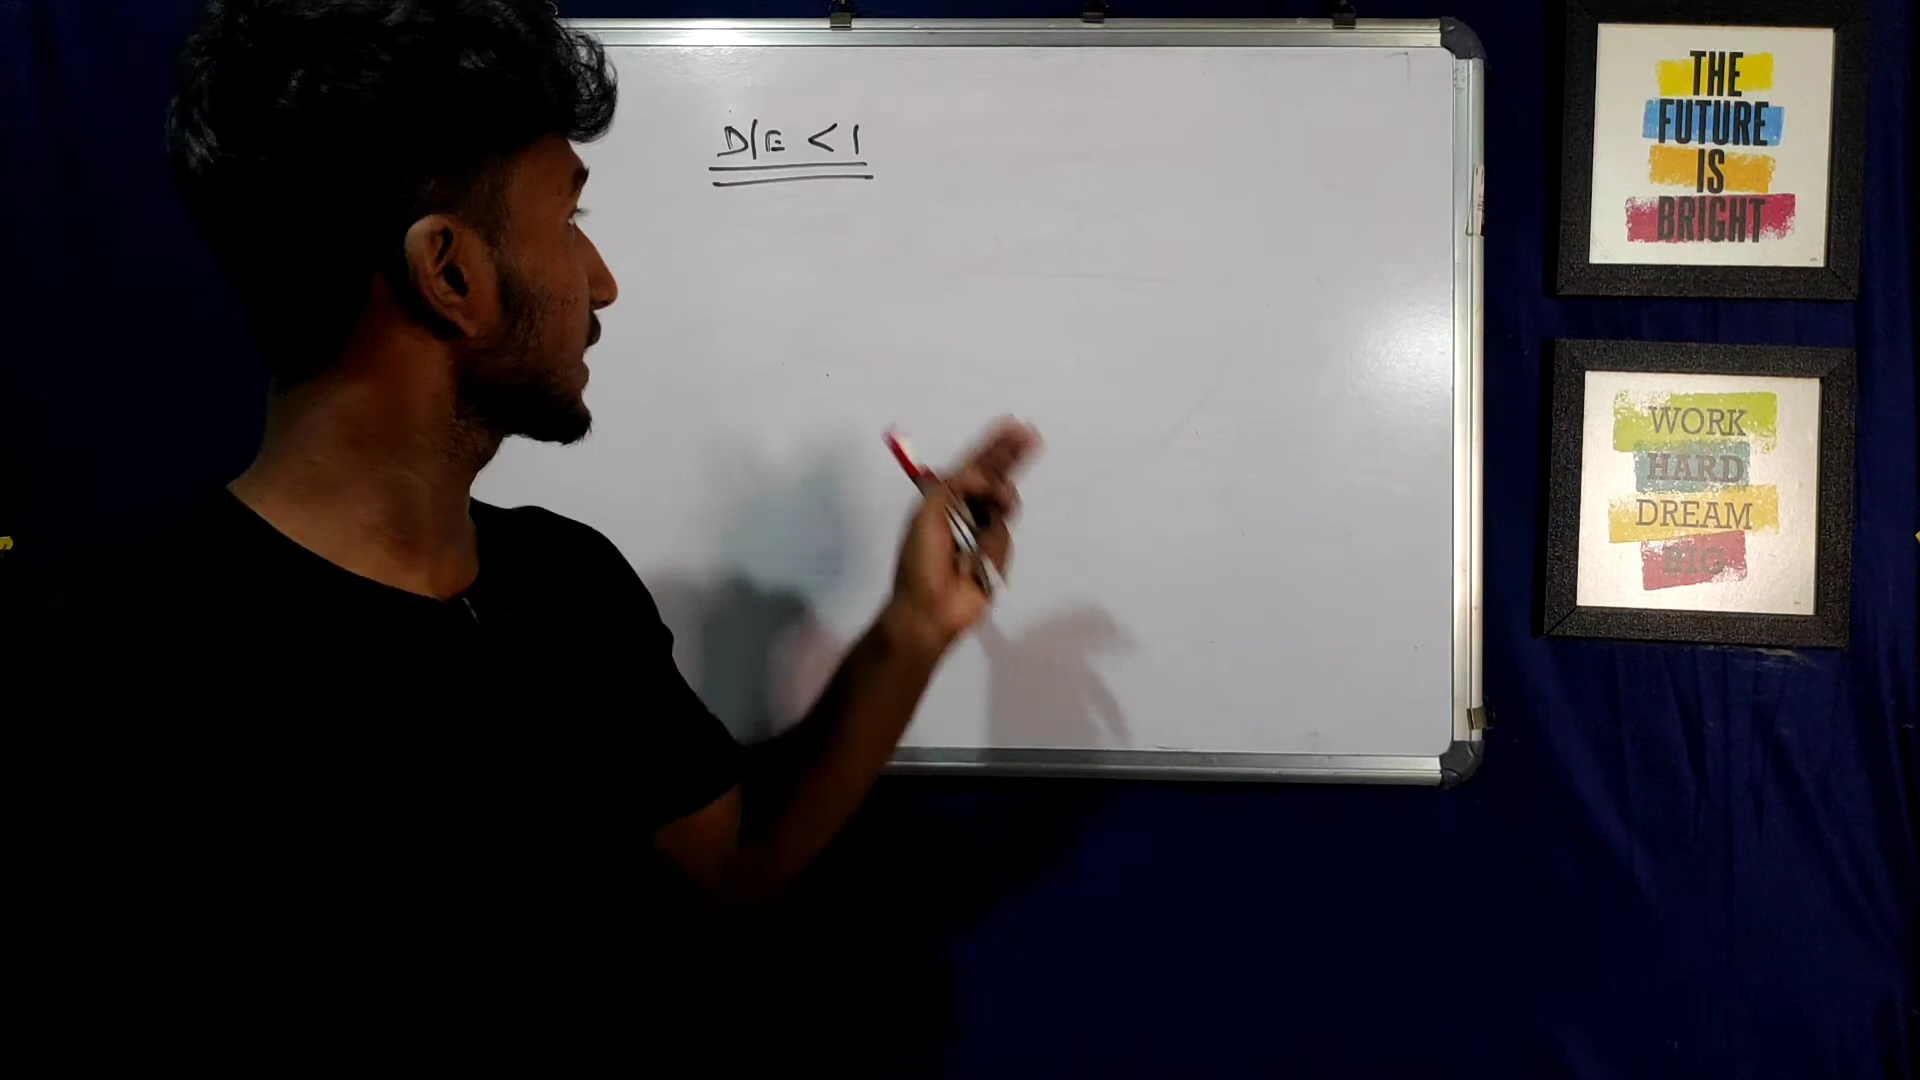 D/E < 1
THE
FUTURE
IS
BRIGHT
WORK
HARD
DREAM
BIG